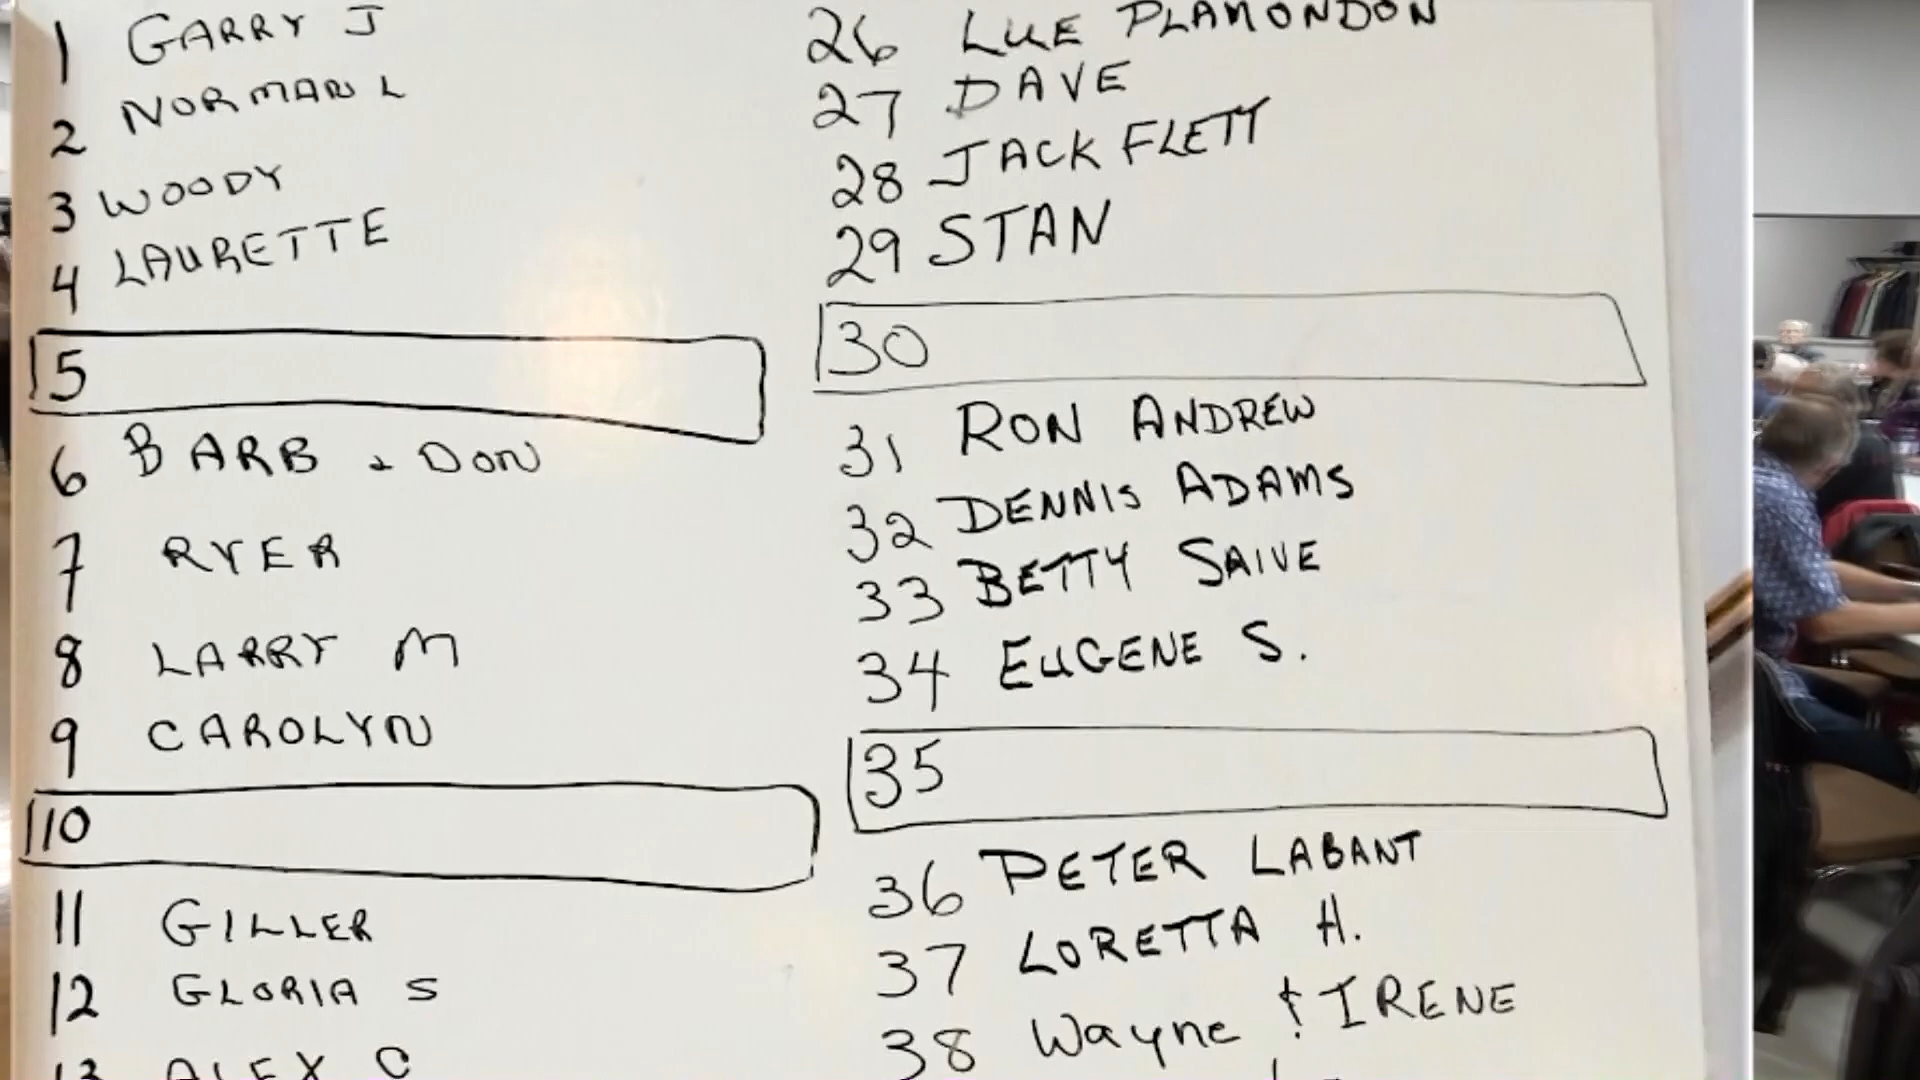 1 GARRY J
2 NORMAN L
3 WOODY
4 LAURETTE
5
6 BARB & DON
7 RYER
8 LARRY M
9 CAROLYN
10
11 GILLER
12 GLORIA S
13 ALEX C
26 LUE PLAMONDON
27 DAVE
28 JACK FLETT
29 STAN
30
31 RON ANDREW
32 DENNIS ADAMS
33 BETTY SAIVE
34 EUGENE S.
35
36 PETER LABANT
37 LORETTA H.
38 Wayne & IRENE